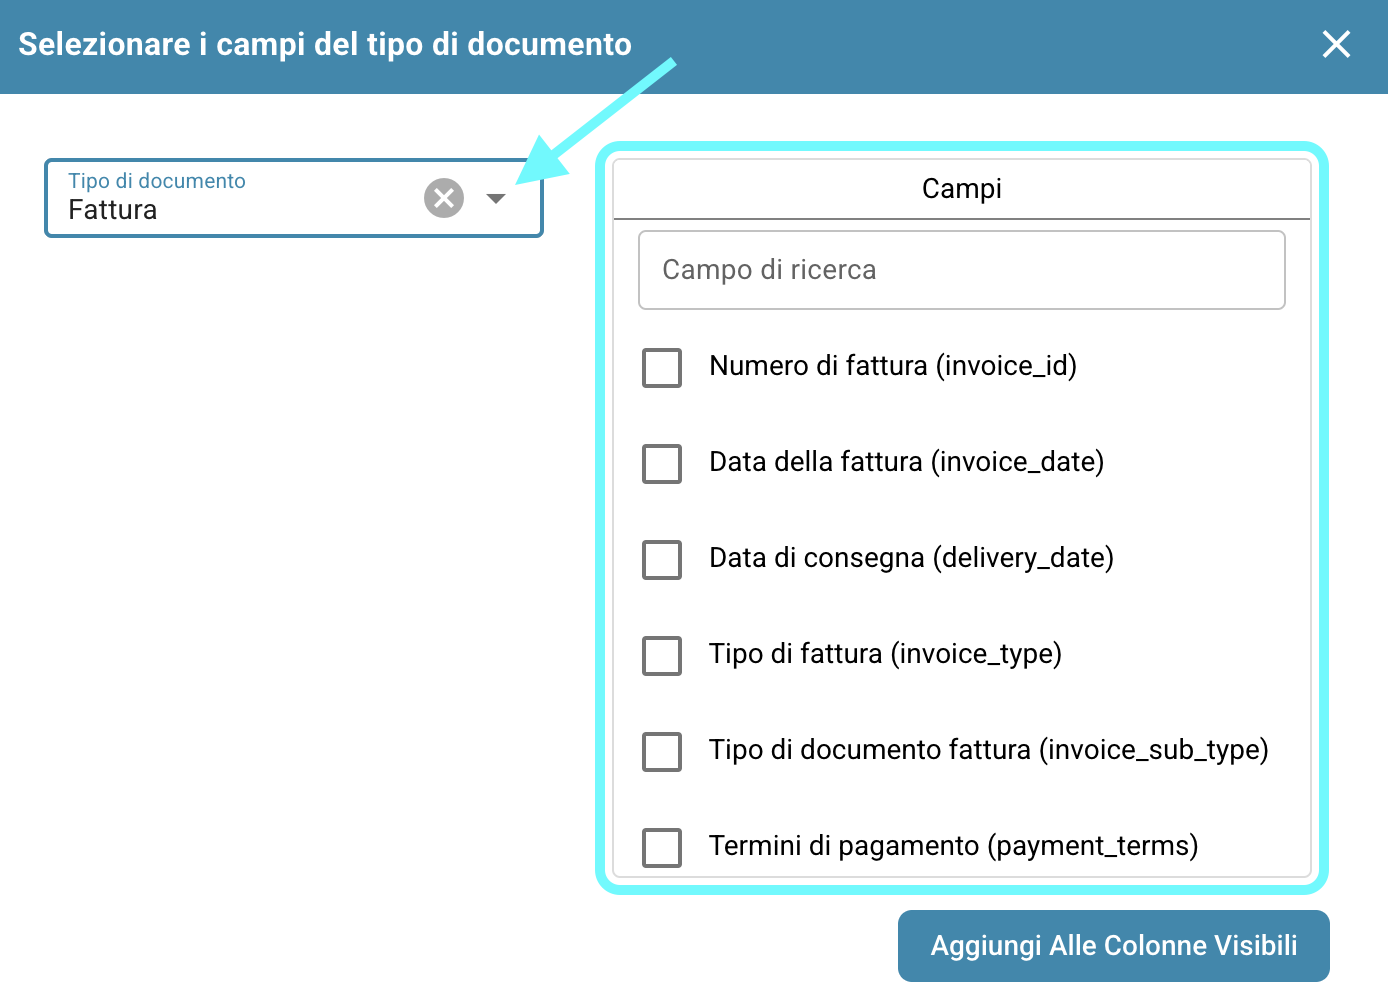 Selezionare i campi del tipo di documento
Tipo di documento
Fattura
Campi
Campo di ricerca
Numero di fattura (invoice_id)
Data della fattura (invoice_date)
Data di consegna (delivery_date)
Tipo di fattura (invoice_type)
Tipo di documento fattura (invoice_sub_type)
Termini di pagamento (payment_terms)
Aggiungi Alle Colonne Visibili